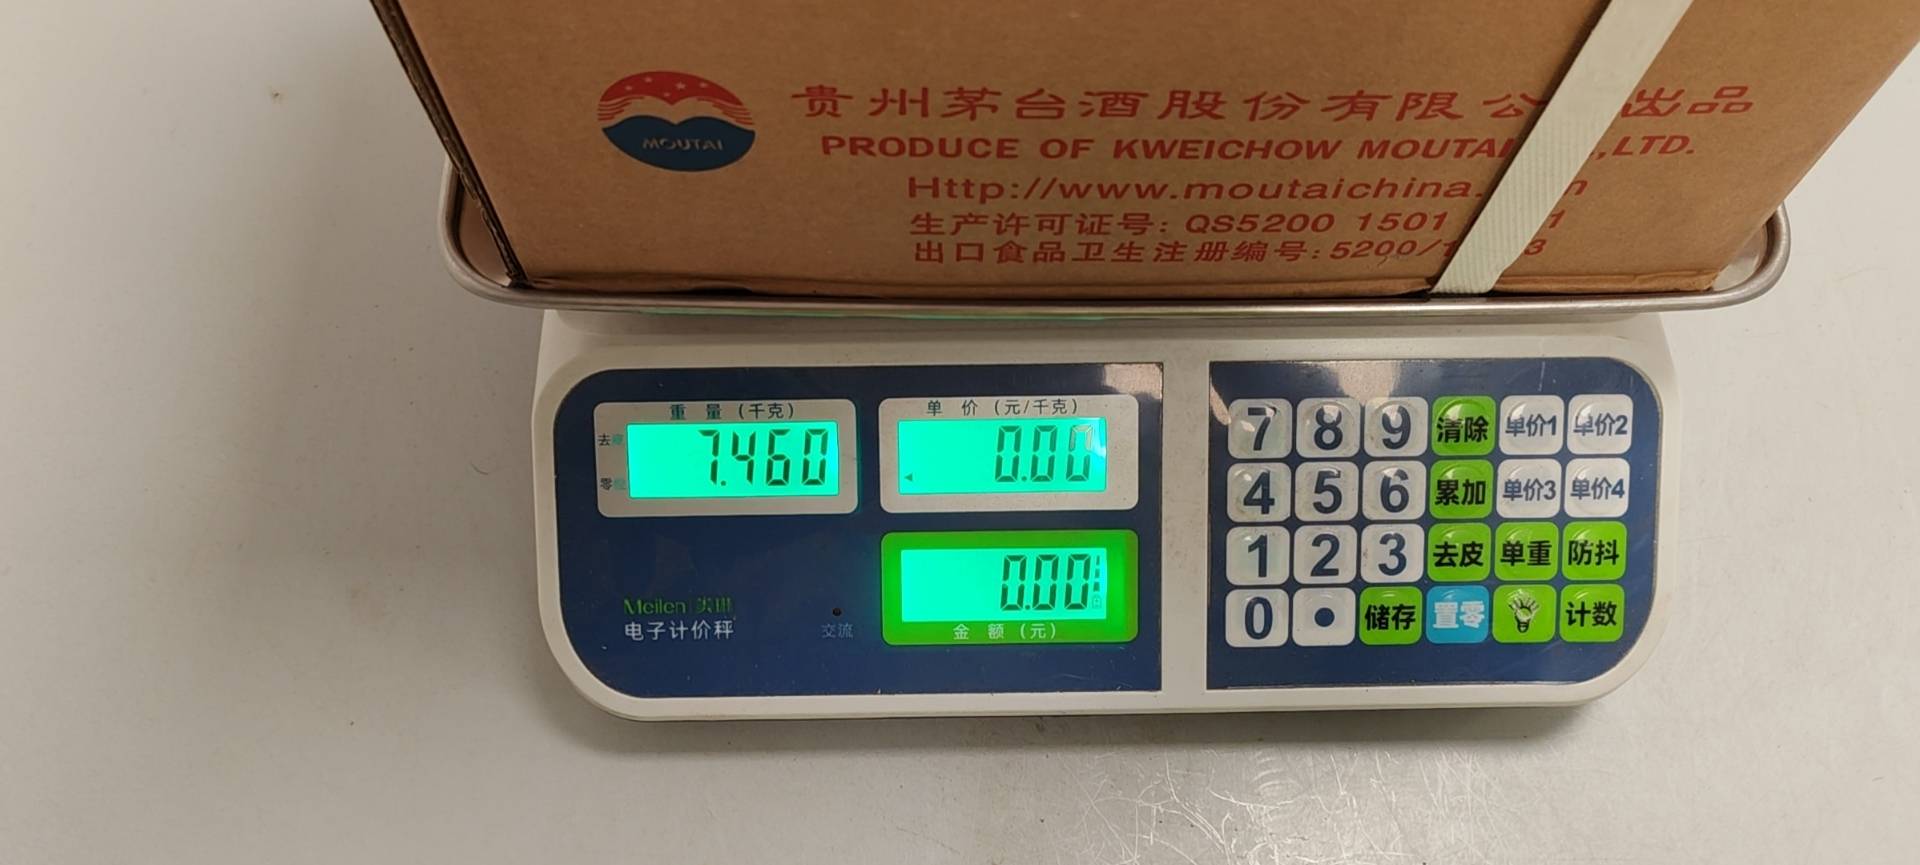 MOUTAI
贵州茅台酒股份有限公 出品
PRODUCE OF KWEICHOW MOUTAI ,LTD.
Http://www.moutaichina.
生产许可证号: QS5200 1501
出口食品卫生注册编号:5200/
重 量 (千克)
单 价 (元/千克)
去
7.460
0.00
零
0.00
金 额 (元)
Meilen
电子计价秤
交流
7 8 9 清除 单价1 单价2
4 5 6 累加 单价3 单价4
1 2 3 去皮 单重 防抖
0 • 储存 置零 计数